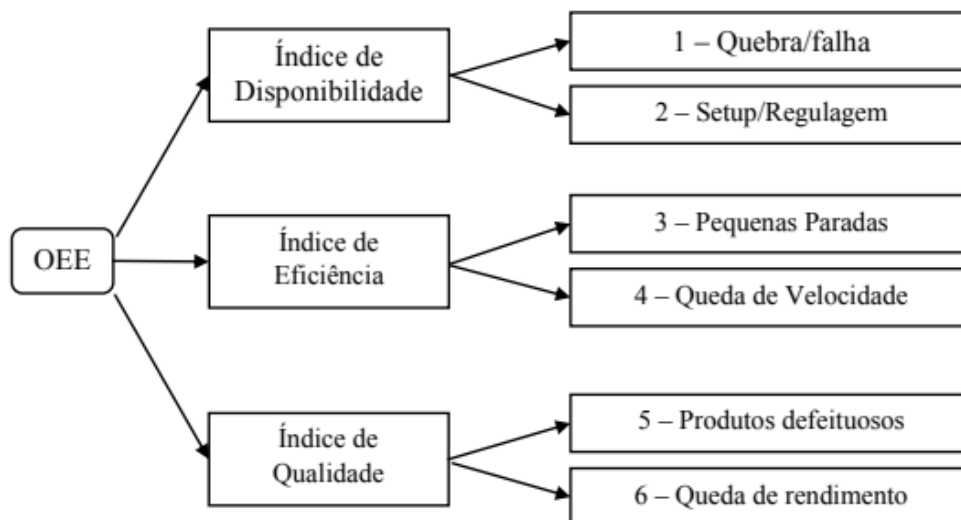 OEE
Índice de
Disponibilidade
1 – Quebra/falha
2 – Setup/Regulagem
Índice de
Eficiência
3 – Pequenas Paradas
4 – Queda de Velocidade
Índice de
Qualidade
5 – Produtos defeituosos
6 – Queda de rendimento